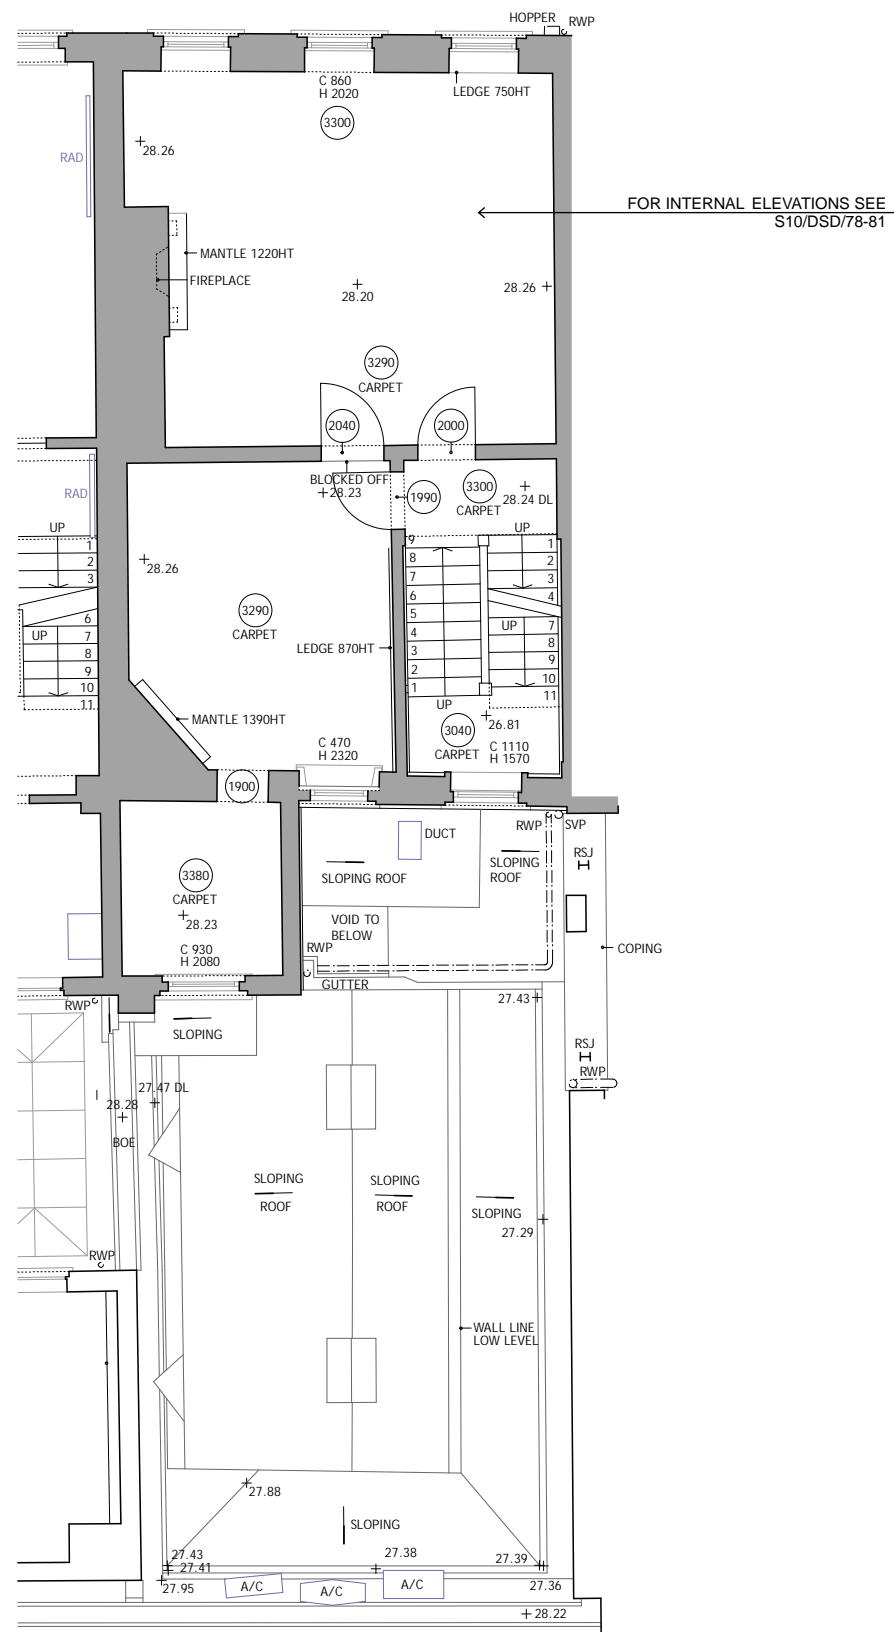 HOPPER
RWP
C 860
H 2020
LEDGE 750HT
3300
28.26
RAD
FOR INTERNAL ELEVATIONS SEE
S10/DSD/78-81
MANTLE 1220HT
FIREPLACE
28.20
28.26
3290
CARPET
2040
2000
BLOCKED OFF
28.23
1990
3300
CARPET
28.24 DL
RAD
UP
1
2
3
6
UP
7
8
9
10
11
28.26
3290
CARPET
LEDGE 870HT
9
8
7
6
5
4
3
2
1
UP
UP
1
2
3
4
UP
7
8
9
10
11
MANTLE 1390HT
26.81
3040
CARPET
C 470
H 2320
C 1110
H 1570
1900
3380
CARPET
28.23
C 930
H 2080
DUCT
RWP
SVP
SLOPING ROOF
SLOPING
ROOF
RSJ
VOID TO
BELOW
RWP
COPING
GUTTER
27.43
RWP
SLOPING
RSJ
RWP
27.47 DL
28.28
BOE
SLOPING
ROOF
SLOPING
ROOF
SLOPING
27.29
RWP
WALL LINE
LOW LEVEL
27.88
SLOPING
27.43
27.41
27.38
27.39
27.95
A/C
A/C
A/C
27.36
28.22